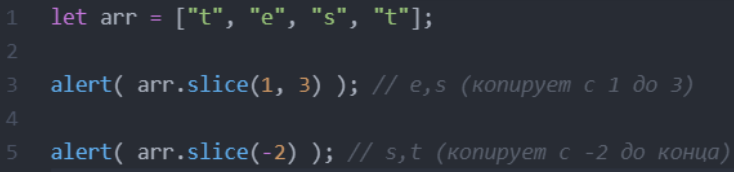 1 let arr = ["t", "e", "s", "t"];
2
3 alert( arr.slice(1, 3) ); // e,s (копирует с 1 до 3)
4
5 alert( arr.slice(-2) ); // s,t (копирует с -2 до конца)